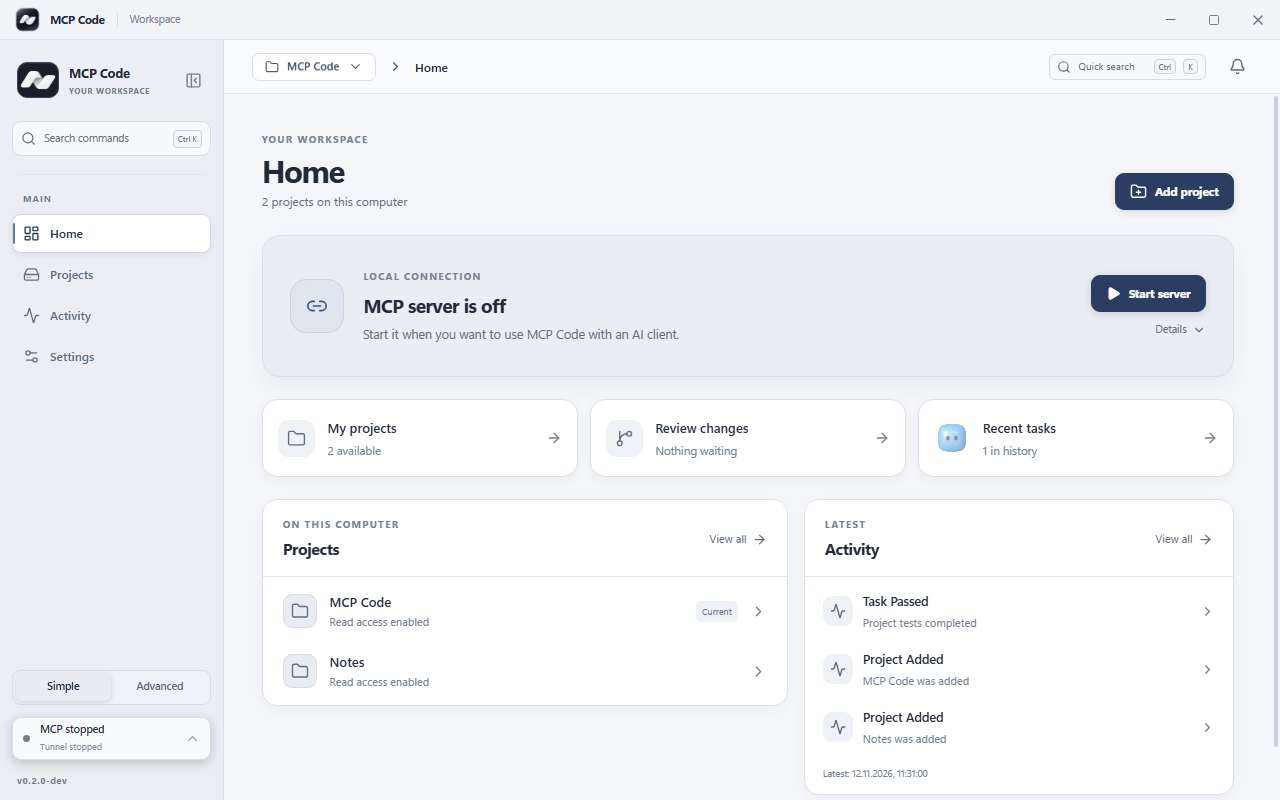 MCP Code
Workspace
MCP Code
YOUR WORKSPACE
Search commands
Ctrl K
MAIN
Home
Projects
Activity
Settings
Simple
Advanced
MCP stopped
Tunnel stopped
v0.2.0-dev
MCP Code
Home
Quick search
Ctrl
K
YOUR WORKSPACE
Home
2 projects on this computer
Add project
LOCAL CONNECTION
MCP server is off
Start it when you want to use MCP Code with an AI client.
Start server
Details
My projects
2 available
Review changes
Nothing waiting
Recent tasks
1 in history
ON THIS COMPUTER
Projects
View all
MCP Code
Read access enabled
Current
Notes
Read access enabled
LATEST
Activity
View all
Task Passed
Project tests completed
Project Added
MCP Code was added
Project Added
Notes was added
Latest: 12.11.2026, 11:31:00